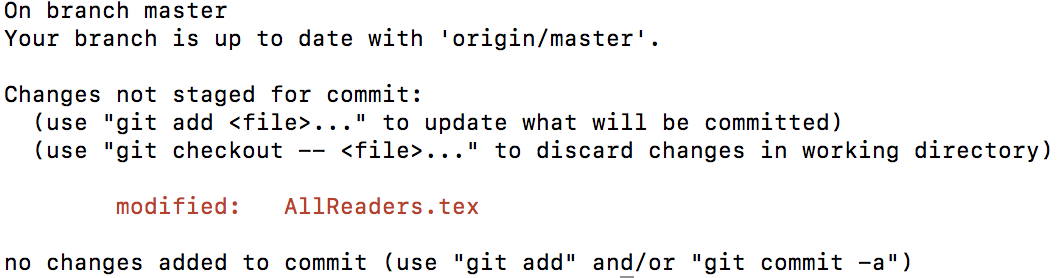 On branch master
Your branch is up to date with 'origin/master'.
Changes not staged for commit:
  (use "git add <file>..." to update what will be committed)
  (use "git checkout -- <file>..." to discard changes in working directory)
        modified:   AllReaders.tex
no changes added to commit (use "git add" and/or "git commit -a")